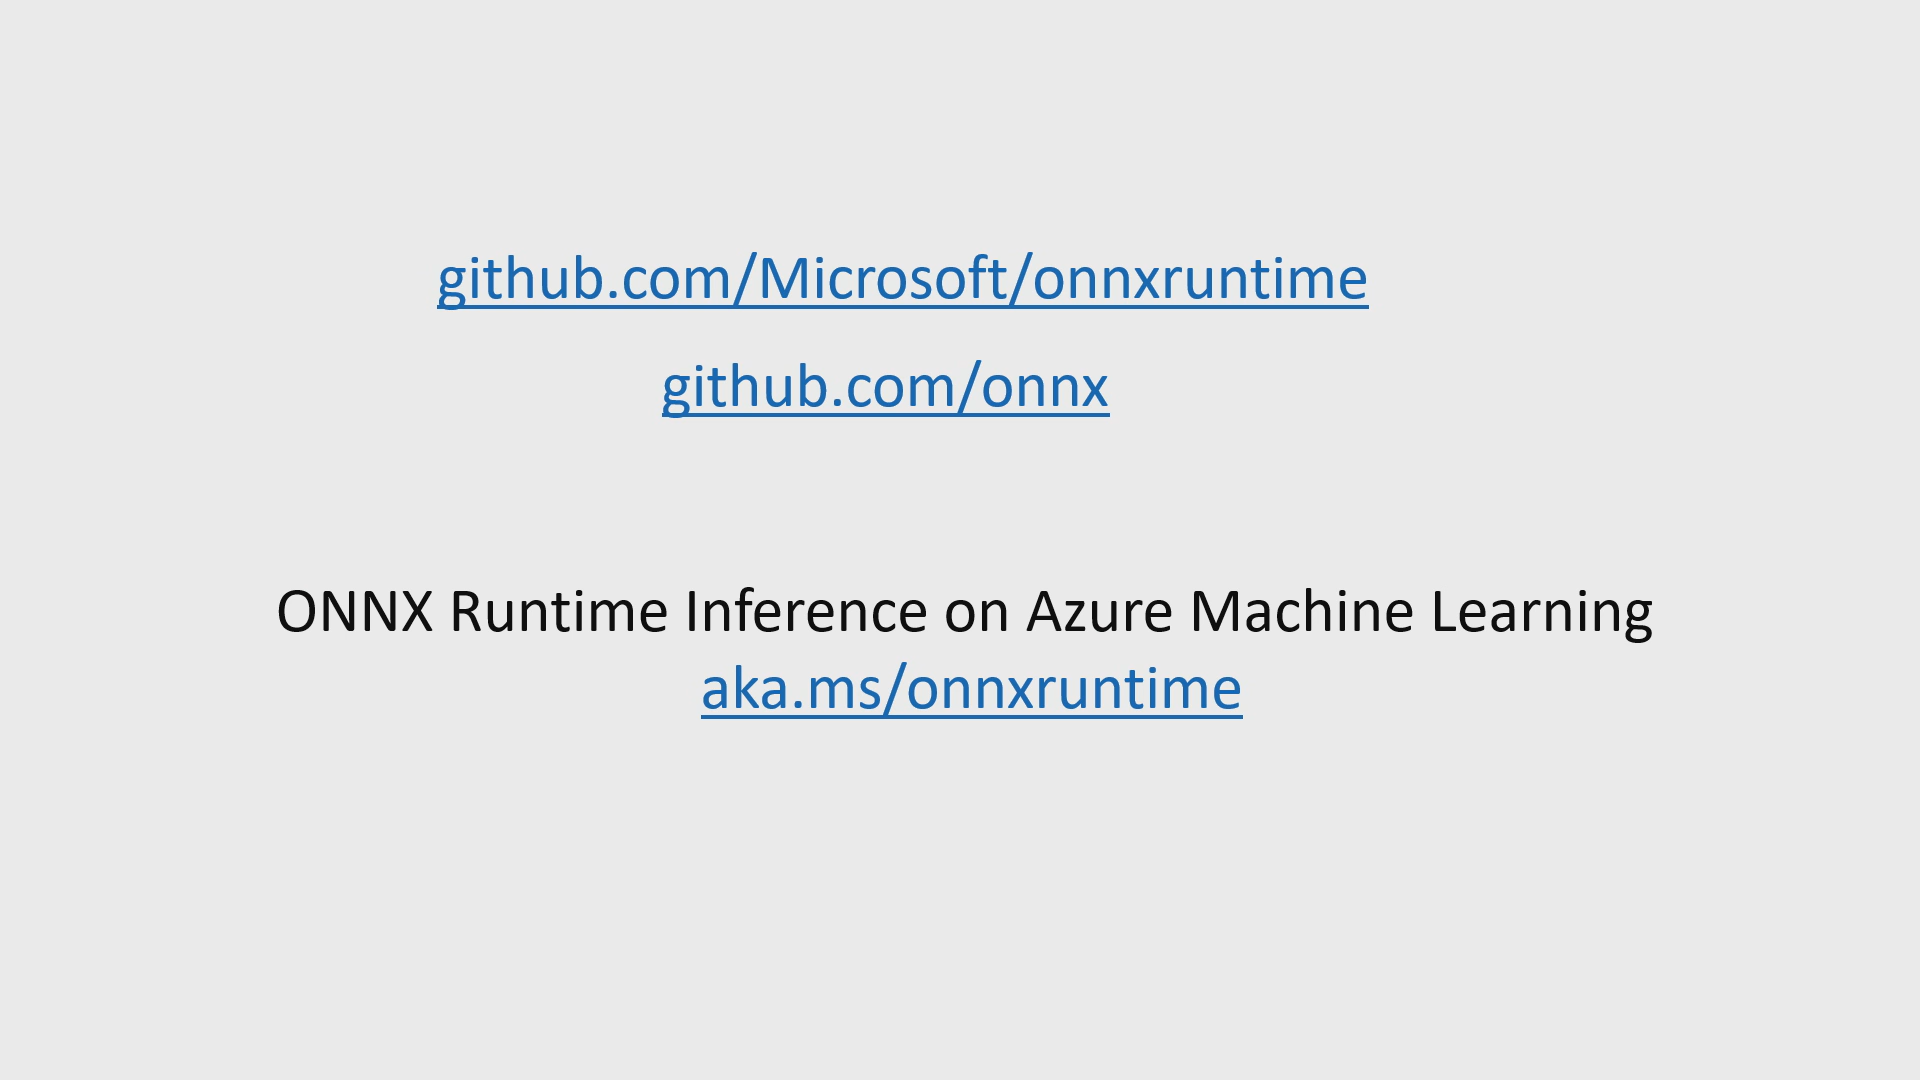 github.com/Microsoft/onnxruntime
github.com/onnx
ONNX Runtime Inference on Azure Machine Learning
aka.ms/onnxruntime